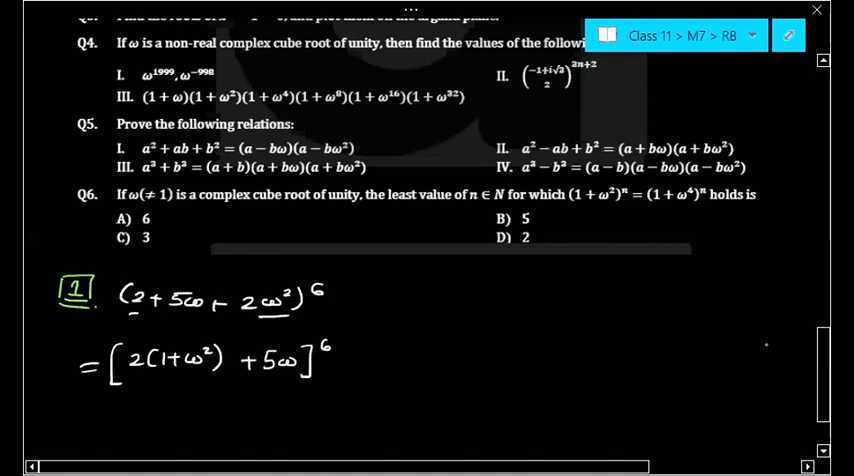 Class 11 > M7 > RB
Q4. If ω is a non-real complex cube root of unity, then find the values of the followi
I. ω¹⁹⁹⁹, ω⁻⁹⁹⁸
II. ((−1+i√3)/2)³ⁿ⁺²
III. (1 + ω)(1 + ω²)(1 + ω⁴)(1 + ω⁸)(1 + ω¹⁶)(1 + ω³²)
Q5. Prove the following relations:
I. a² + ab + b² = (a − bω)(a − bω²)
II. a² − ab + b² = (a + bω)(a + bω²)
III. a³ + b³ = (a + b)(a + bω)(a + bω²)
IV. a³ − b³ = (a − b)(a − bω)(a − bω²)
Q6. If ω(≠ 1) is a complex cube root of unity, the least value of n ∈ N for which (1 + ω²)ⁿ = (1 + ω⁴)ⁿ holds is
A) 6
B) 5
C) 3
D) 2
1. (2 + 5ω + 2ω²)⁶
= [2(1+ω²) + 5ω]⁶